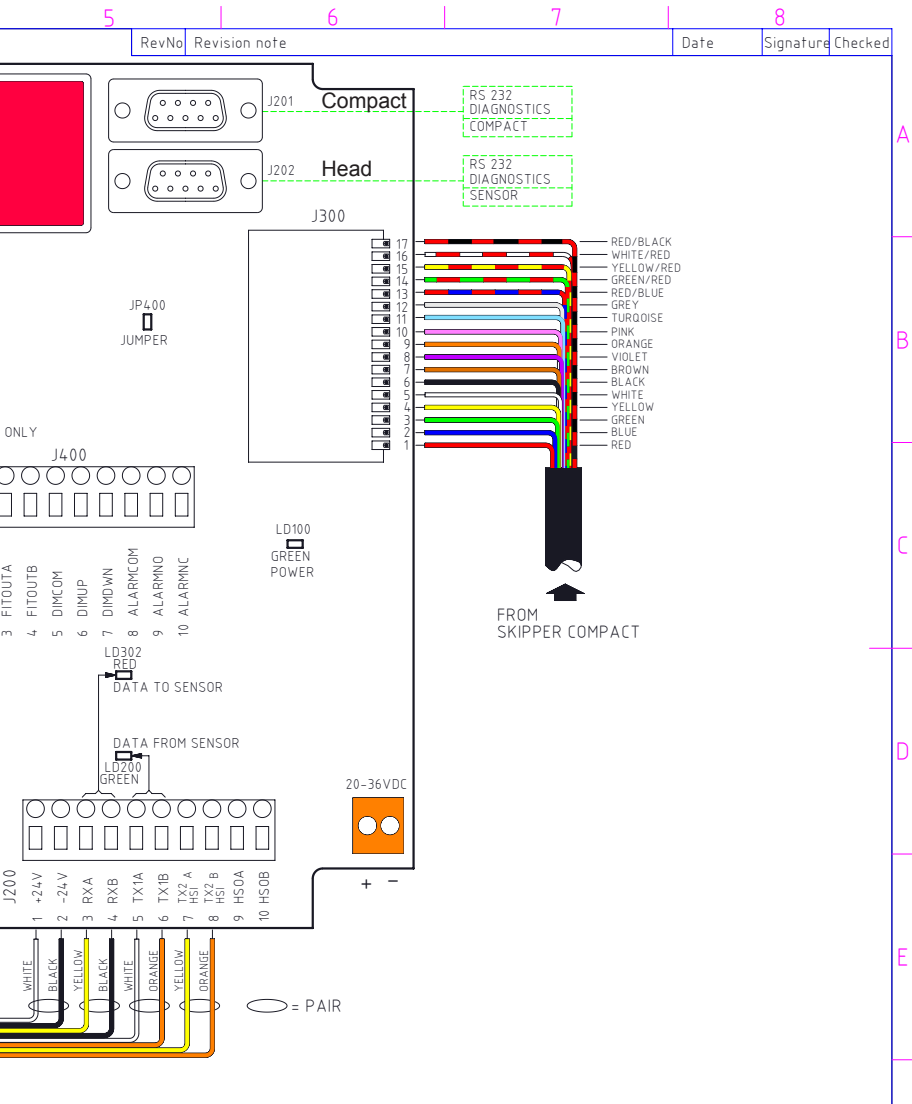 5 6 7 8
RevNo Revision note Date Signature Checked
J201 Compact
RS 232
DIAGNOSTICS
COMPACT
A
J202 Head
RS 232
DIAGNOSTICS
SENSOR
J300
17 RED/BLACK
16 WHITE/RED
15 YELLOW/RED
14 GREEN/RED
13 RED/BLUE
12 GREY
11 TURQOISE
10 PINK
9 ORANGE
8 VIOLET
7 BROWN
6 BLACK
5 WHITE
4 YELLOW
3 GREEN
2 BLUE
1 RED
JP400
JUMPER
B
ONLY
J400
3 FITOUTA
4 FITOUTB
5 DIMCOM
6 DIMUP
7 DIMDWN
8 ALARMCOM
9 ALARMNO
10 ALARMNC
LD100
GREEN
POWER
C
FROM
SKIPPER COMPACT
LD302
RED
DATA TO SENSOR
DATA FROM SENSOR
LD200
GREEN
D
20-36VDC
+ −
J200
1 +24V
2 -24V
3 RXA
4 RXB
5 TX1A
6 TX1B
7 TX2 A
HSI
8 TX2 B
HSI
9 HSOA
10 HSOB
E
WHITE
BLACK
YELLOW
BLACK
WHITE
ORANGE
YELLOW
ORANGE
= PAIR